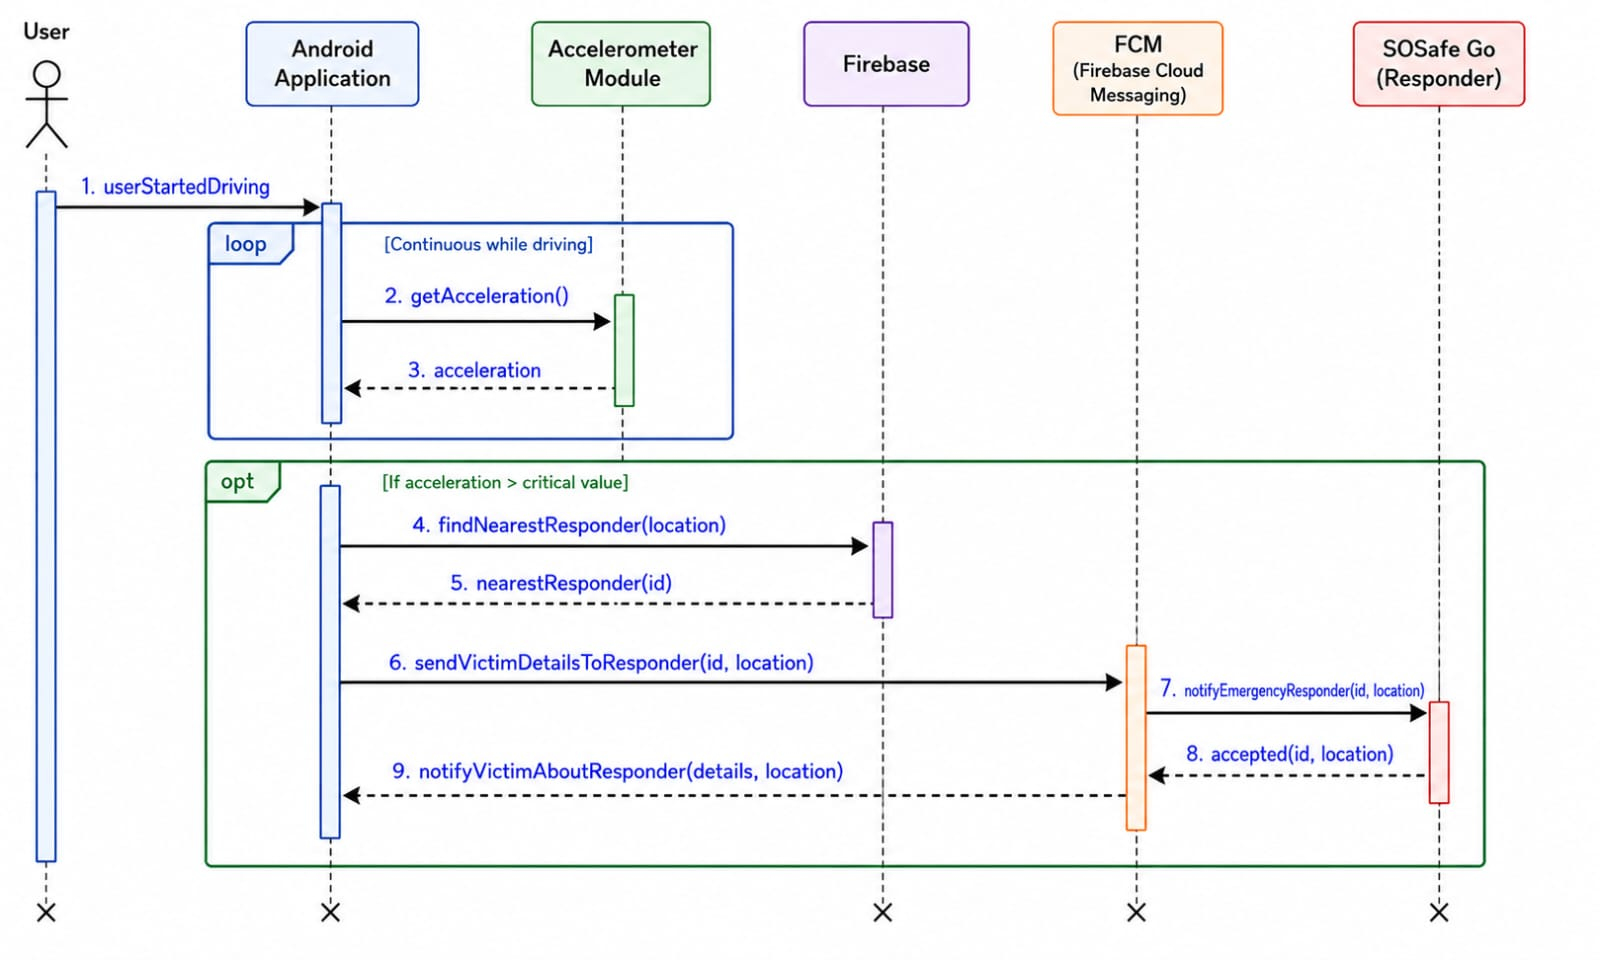 User
Android
Application
Accelerometer
Module
Firebase
FCM
(Firebase Cloud
Messaging)
SOSafe Go
(Responder)
1. userStartedDriving
loop
[Continuous while driving]
2. getAcceleration()
3. acceleration
opt
[If acceleration > critical value]
4. findNearestResponder(location)
5. nearestResponder(id)
6. sendVictimDetailsToResponder(id, location)
7. notifyEmergencyResponder(id, location)
8. accepted(id, location)
9. notifyVictimAboutResponder(details, location)